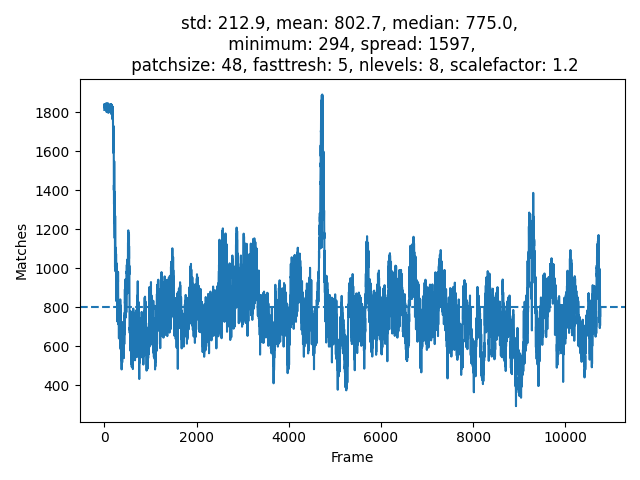 std: 212.9, mean: 802.7, median: 775.0,
minimum: 294, spread: 1597,
patchsize: 48, fasttresh: 5, nlevels: 8, scalefactor: 1.2
1800
1600
1400
1200
1000
800
600
400
Matches
0 2000 4000 6000 8000 10000
Frame